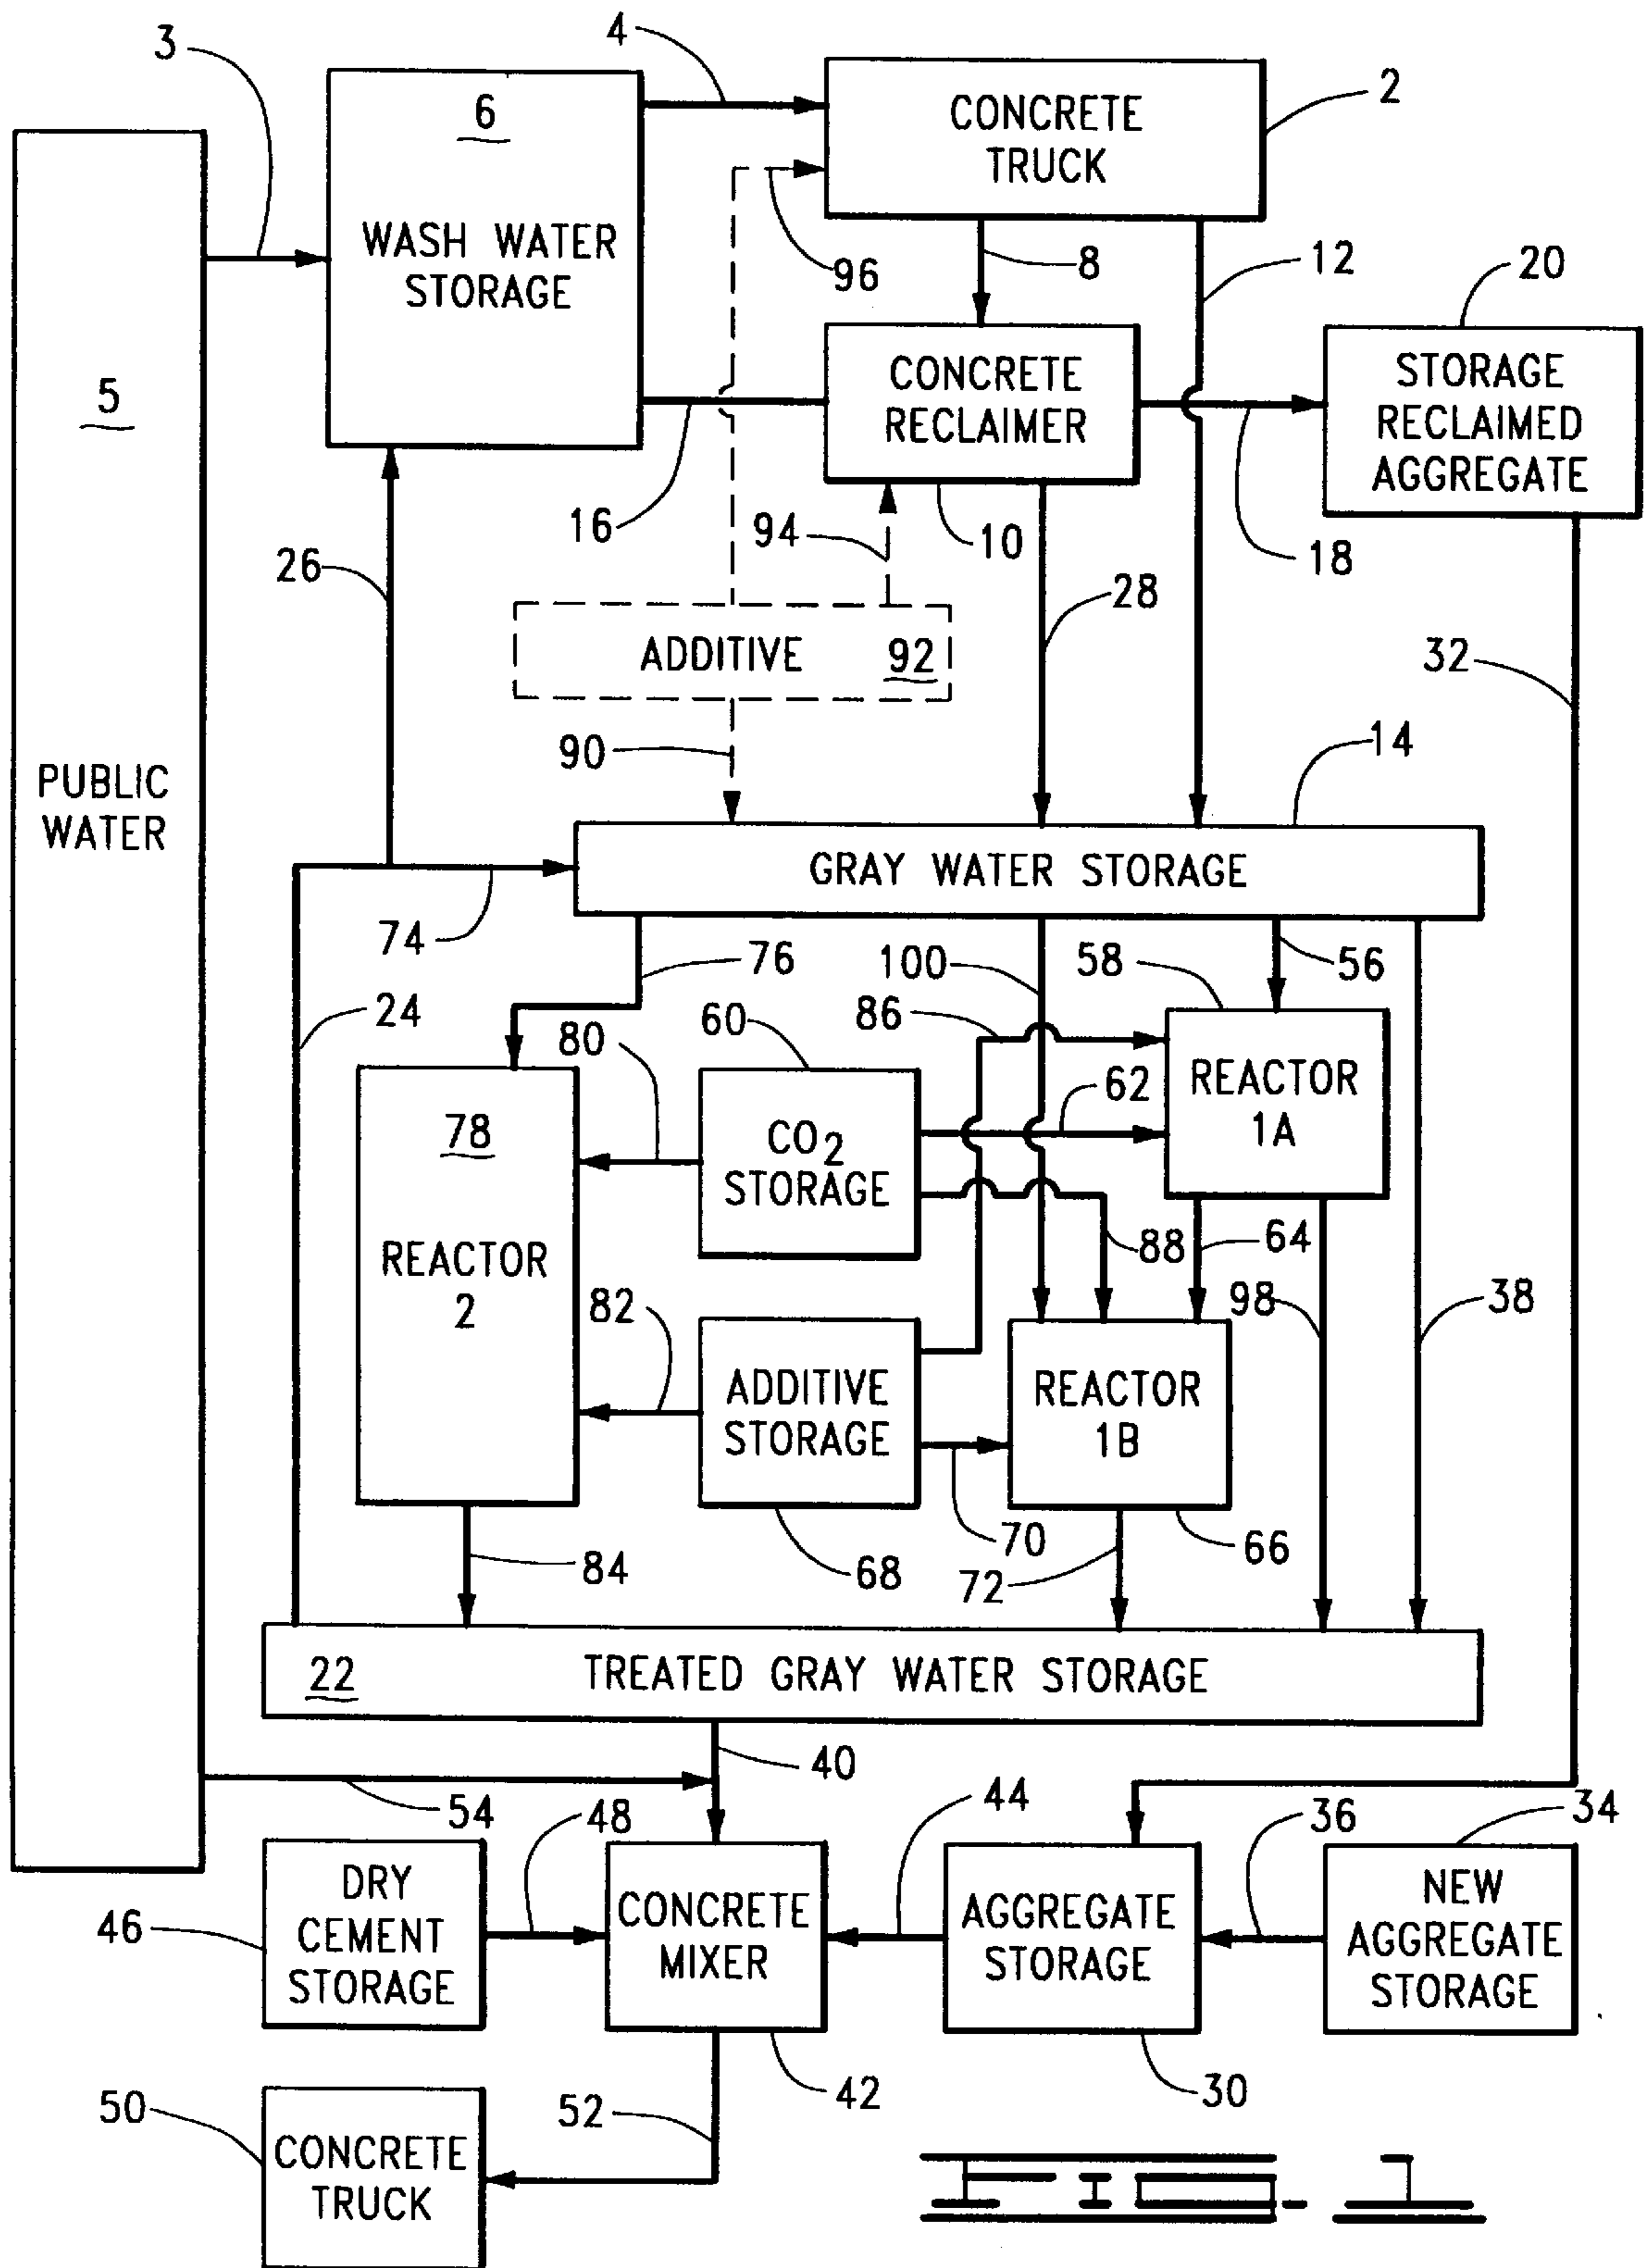 3
4
6
CONCRETE
TRUCK
2
5
PUBLIC
WATER
WASH WATER
STORAGE
96
8
12
20
CONCRETE
RECLAIMER
STORAGE
RECLAIMED
AGGREGATE
16
94
10
18
26
28
ADDITIVE 92
32
90
14
GRAY WATER STORAGE
74
76
100
58
56
24
80
60
86
62
REACTOR
1A
78
REACTOR
2
CO2
STORAGE
88
64
98
38
82
ADDITIVE
STORAGE
REACTOR
1B
84
68
70
72
66
22 TREATED GRAY WATER STORAGE
40
54
48
44
36
34
46
DRY
CEMENT
STORAGE
CONCRETE
MIXER
AGGREGATE
STORAGE
NEW
AGGREGATE
STORAGE
50
52
42
30
CONCRETE
TRUCK
FIG. 1